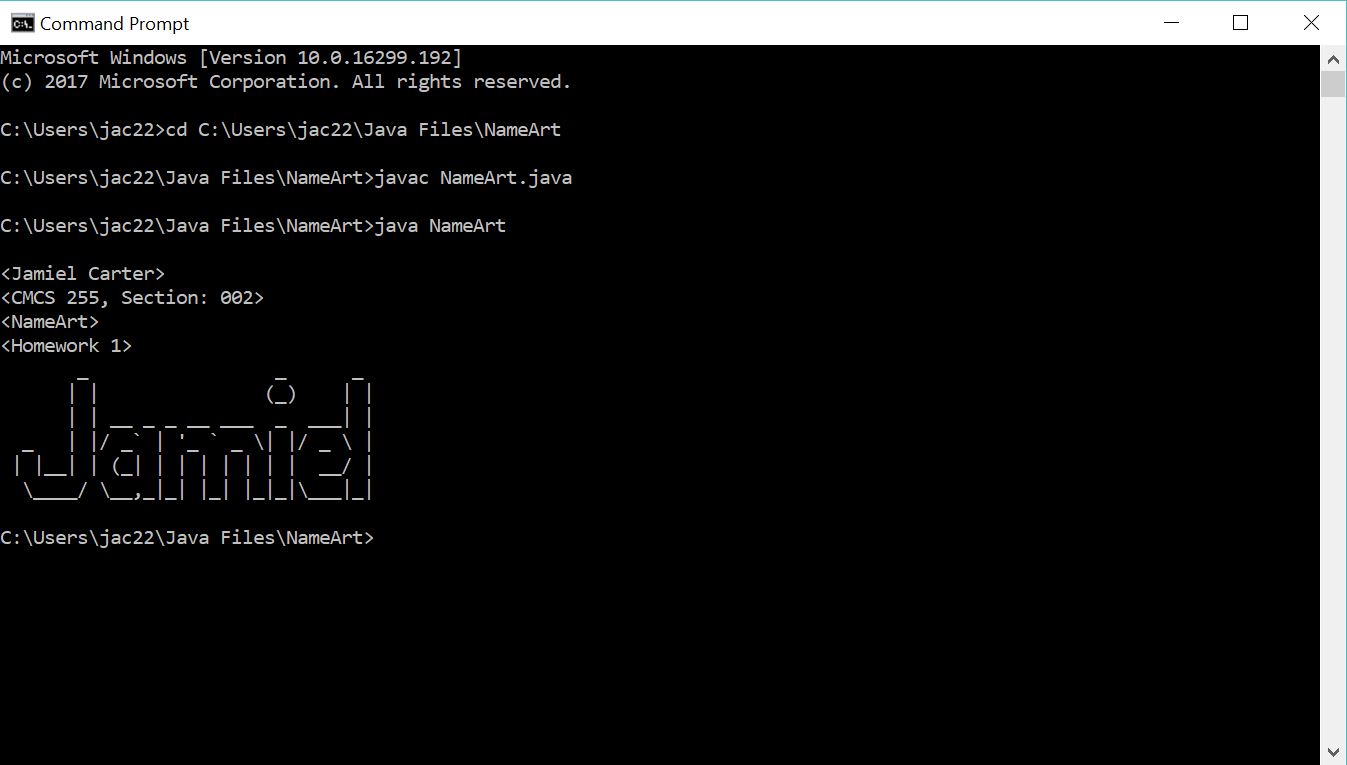 Command Prompt
Microsoft Windows [Version 10.0.16299.192]
(c) 2017 Microsoft Corporation. All rights reserved.
C:\Users\jac22>cd C:\Users\jac22\Java Files\NameArt
C:\Users\jac22\Java Files\NameArt>javac NameArt.java
C:\Users\jac22\Java Files\NameArt>java NameArt
<Jamiel Carter>
<CMCS 255, Section: 002>
<NameArt>
<Homework 1>
       _                 _      _
      | |               (_)    | |
      | | __ _ _ __ ___  _  ___| |
  _   | |/ _` | '_ ` _ \| |/ _ \ |
 | |__| | (_| | | | | | | |  __/ |
  \____/ \__,_|_| |_| |_|_|\___|_|
C:\Users\jac22\Java Files\NameArt>